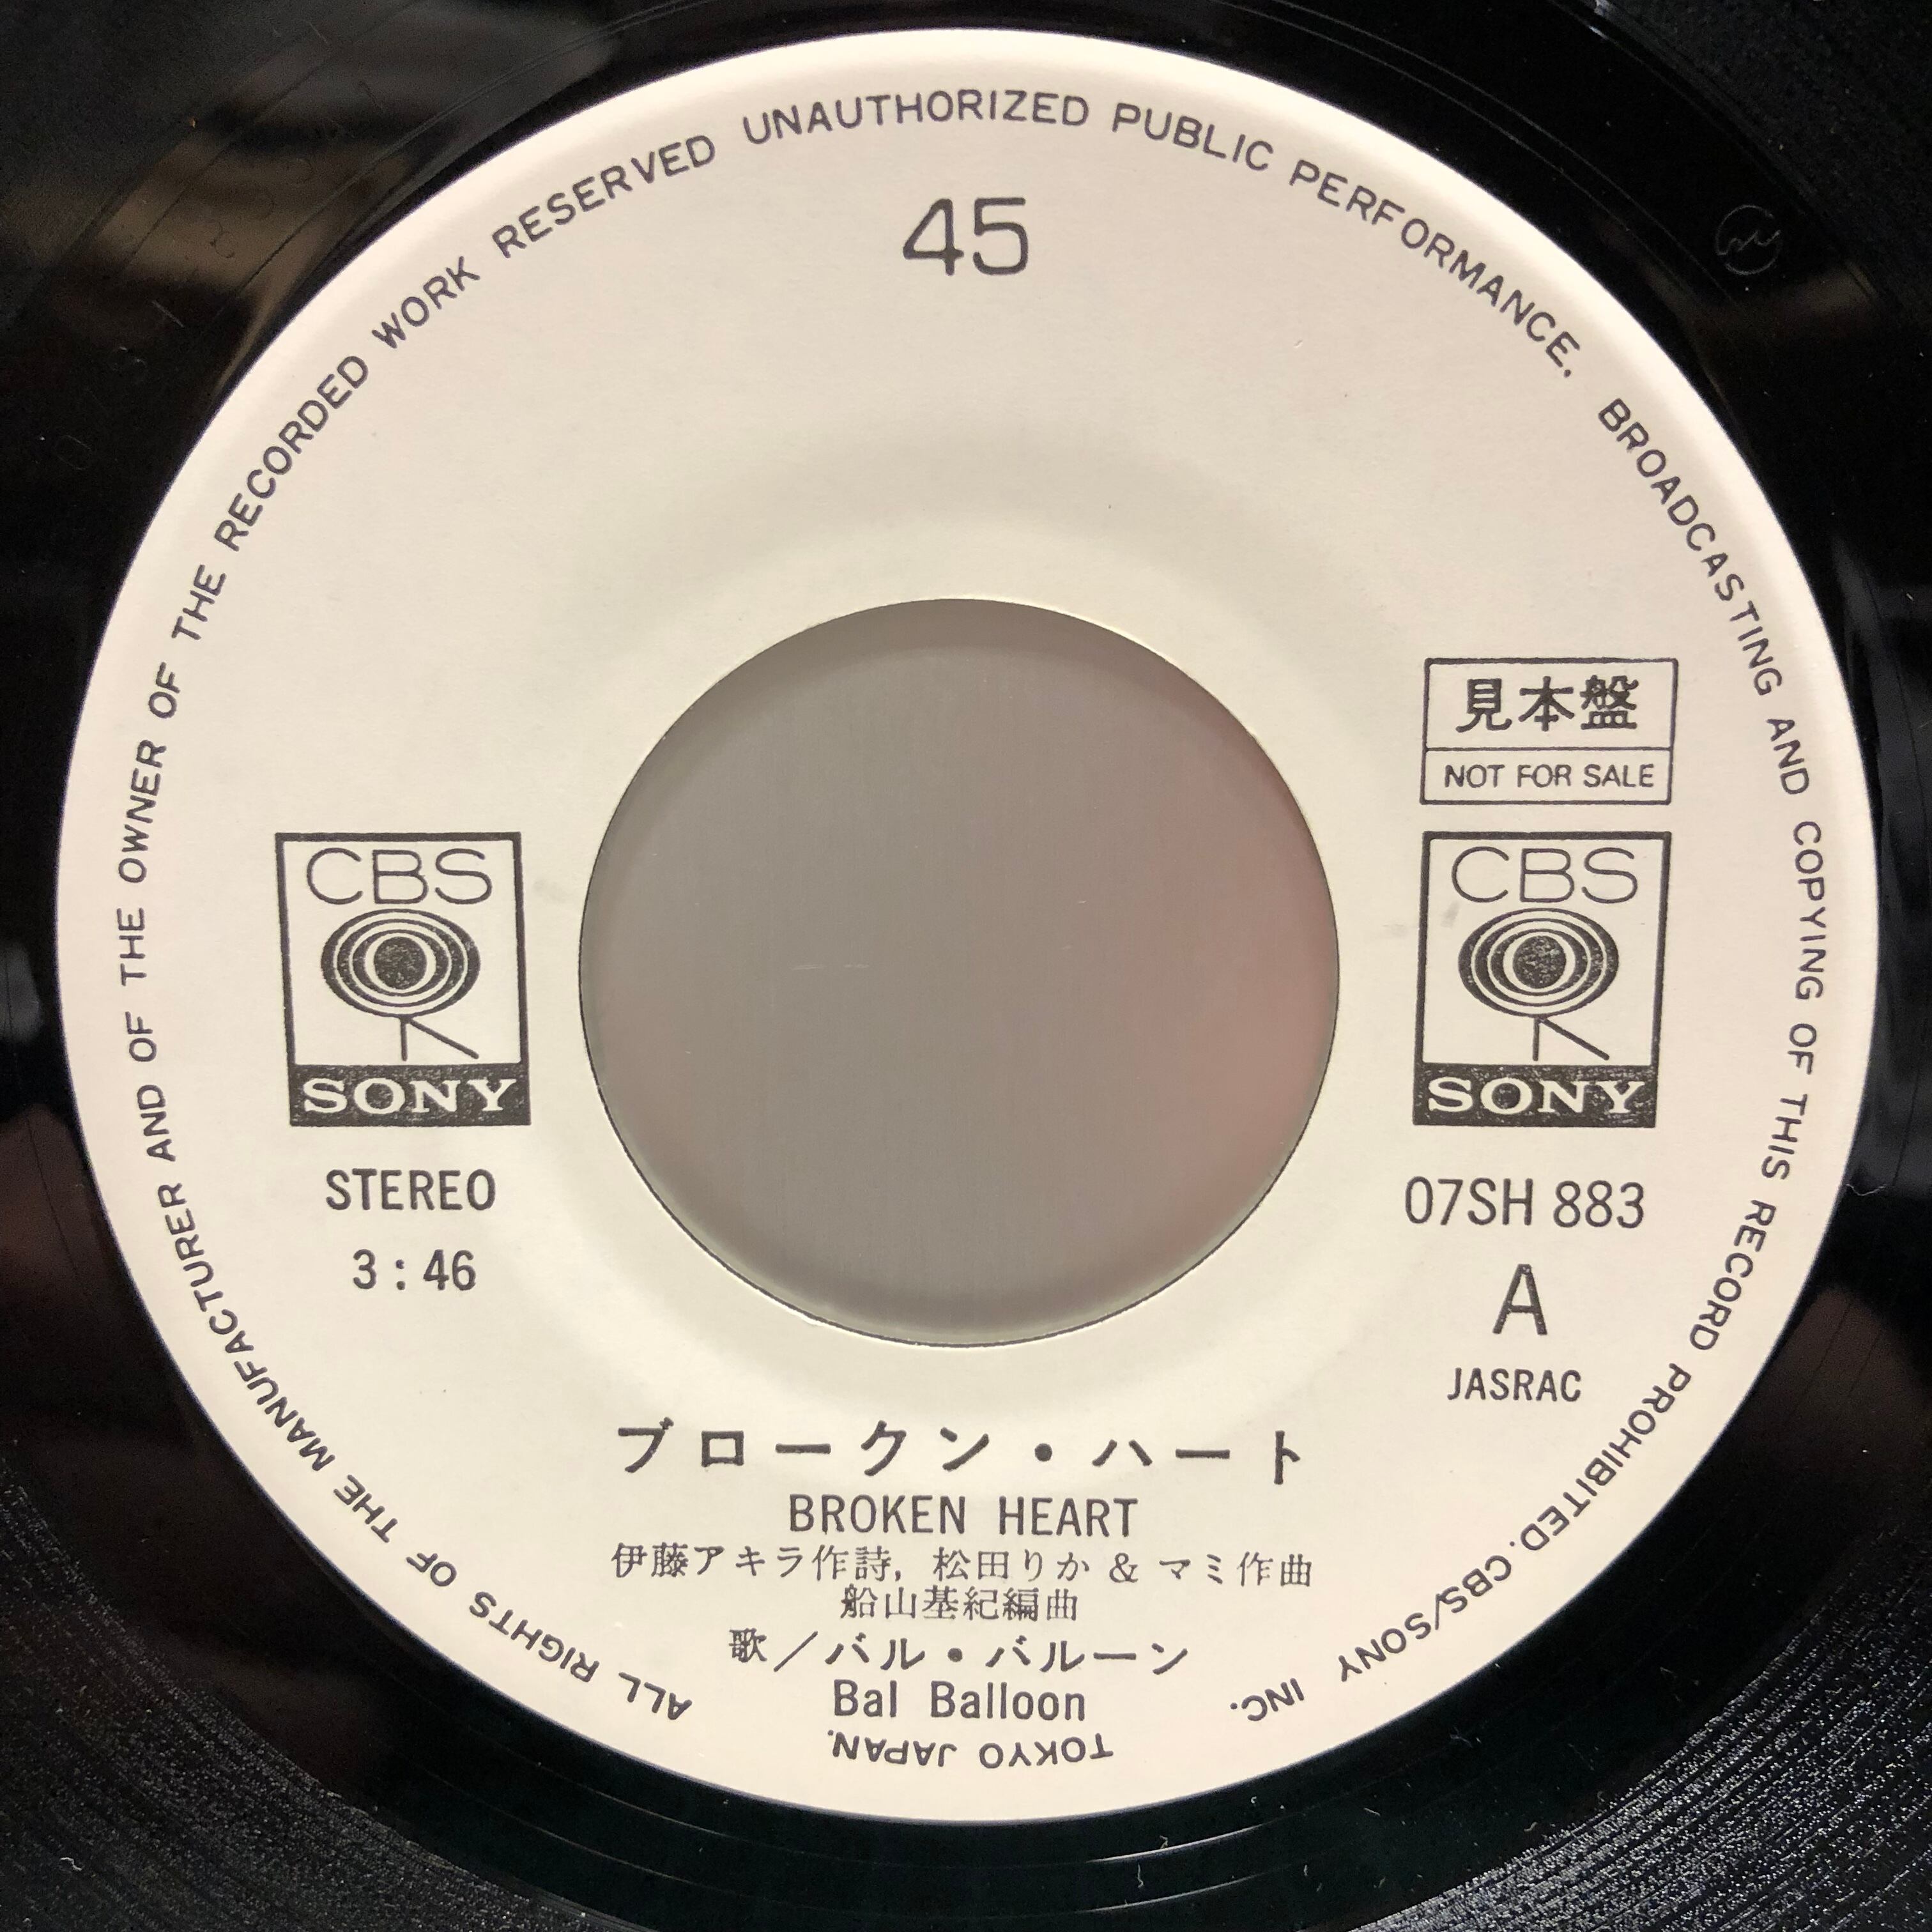 ALL RIGHTS OF THE MANUFACTURER AND OF THE OWNER OF THE RECORDED WORK RESERVED UNAUTHORIZED PUBLIC PERFORMANCE. BROADCASTING AND COPYING OF THIS RECORD PROHIBITED. CBS/SONY INC.
TOKYO JAPAN.
45
見本盤
NOT FOR SALE
CBS
SONY
CBS
SONY
STEREO
3:46
07SH 883
A
JASRAC
ブロークン・ハート
BROKEN HEART
伊藤アキラ作詩, 松田りか & マミ作曲
船山基紀編曲
歌／バル・バルーン
Bal Balloon